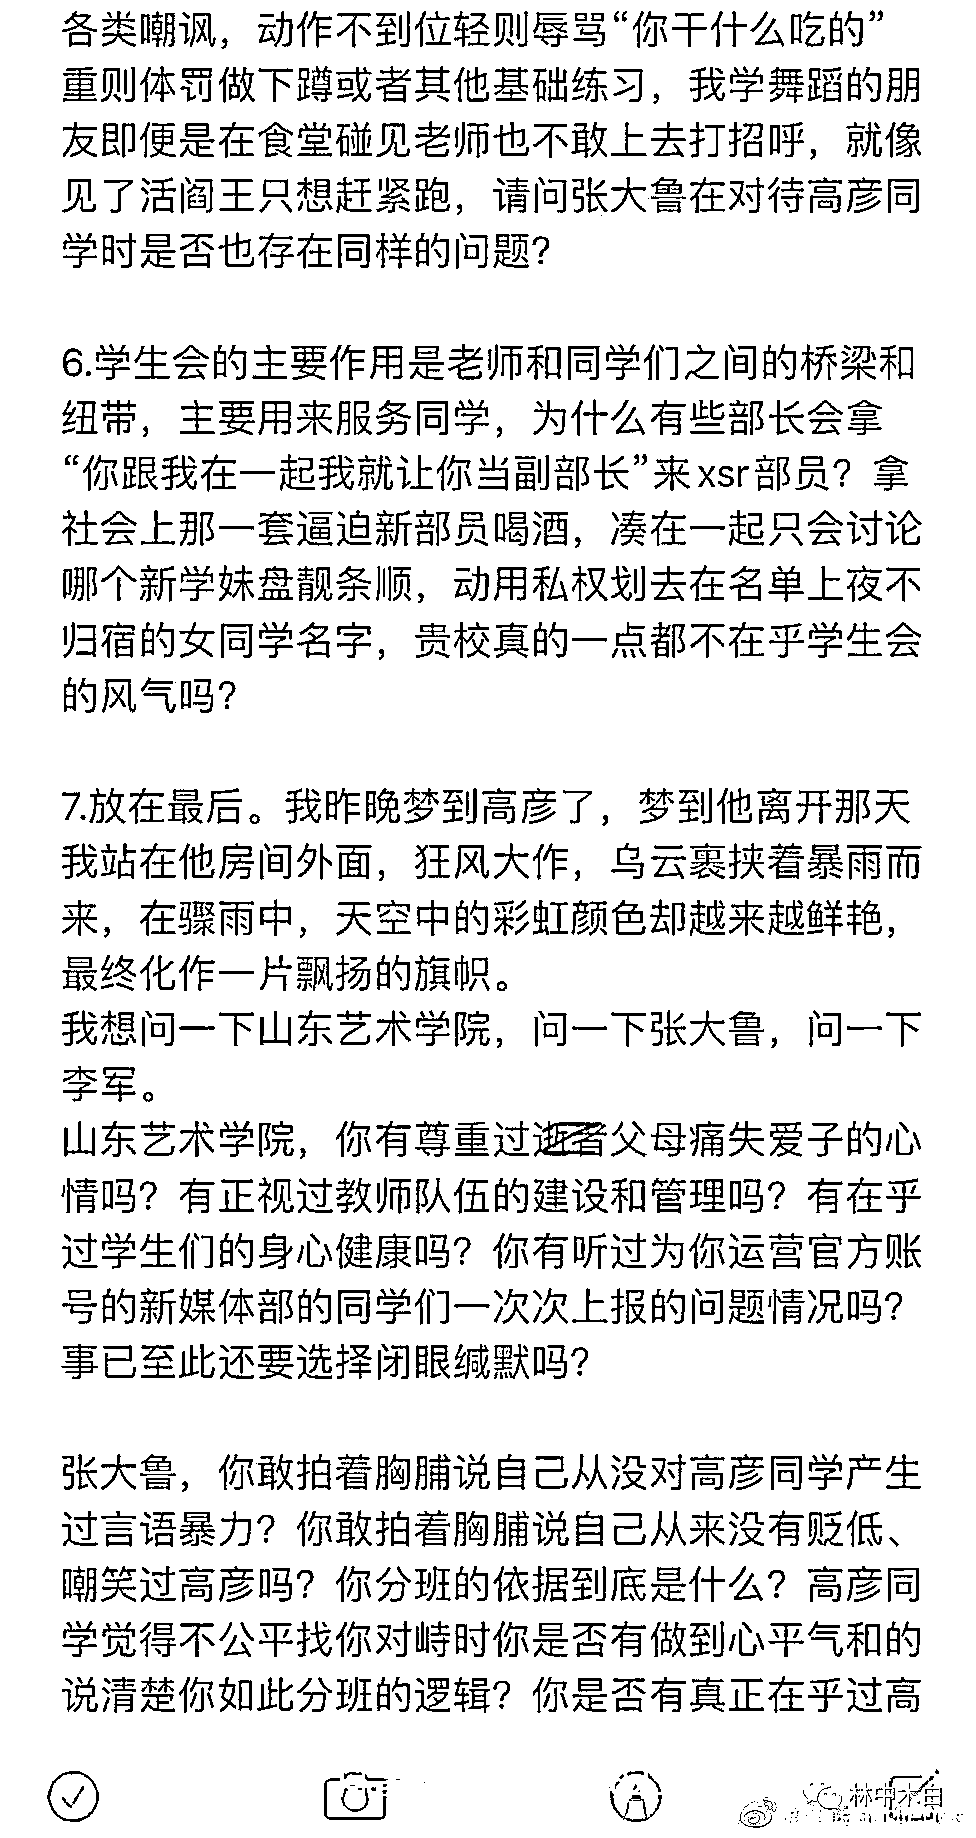 各类嘲讽，动作不到位轻则辱骂“你干什么吃的”
重则体罚做下蹲或者其他基础练习，我学舞蹈的朋
友即便是在食堂碰见老师也不敢上去打招呼，就像
见了活阎王只想赶紧跑，请问张大鲁在对待高彦同
学时是否也存在同样的问题？
6.学生会的主要作用是老师和同学们之间的桥梁和
纽带，主要用来服务同学，为什么有些部长会拿
“你跟我在一起我就让你当副部长”来xsr部员？拿
社会上那一套逼迫新部员喝酒，凑在一起只会讨论
哪个新学妹盘靓条顺，动用私权划去在名单上夜不
归宿的女同学名字，贵校真的一点都不在乎学生会
的风气吗？
7.放在最后。我昨晚梦到高彦了，梦到他离开那天
我站在他房间外面，狂风大作，乌云裹挟着暴雨而
来，在骤雨中，天空中的彩虹颜色却越来越鲜艳，
最终化作一片飘扬的旗帜。
我想问一下山东艺术学院，问一下张大鲁，问一下
李军。
山东艺术学院，你有尊重过逝者父母痛失爱子的心
情吗？有正视过教师队伍的建设和管理吗？有在乎
过学生们的身心健康吗？你有听过为你运营官方账
号的新媒体部的同学们一次次上报的问题情况吗？
事已至此还要选择闭眼缄默吗？
张大鲁，你敢拍着胸脯说自己从没对高彦同学产生
过言语暴力？你敢拍着胸脯说自己从来没有贬低、
嘲笑过高彦吗？你分班的依据到底是什么？高彦同
学觉得不公平找你对峙时你是否有做到心平气和的
说清楚你如此分班的逻辑？你是否有真正在乎过高
林中木白